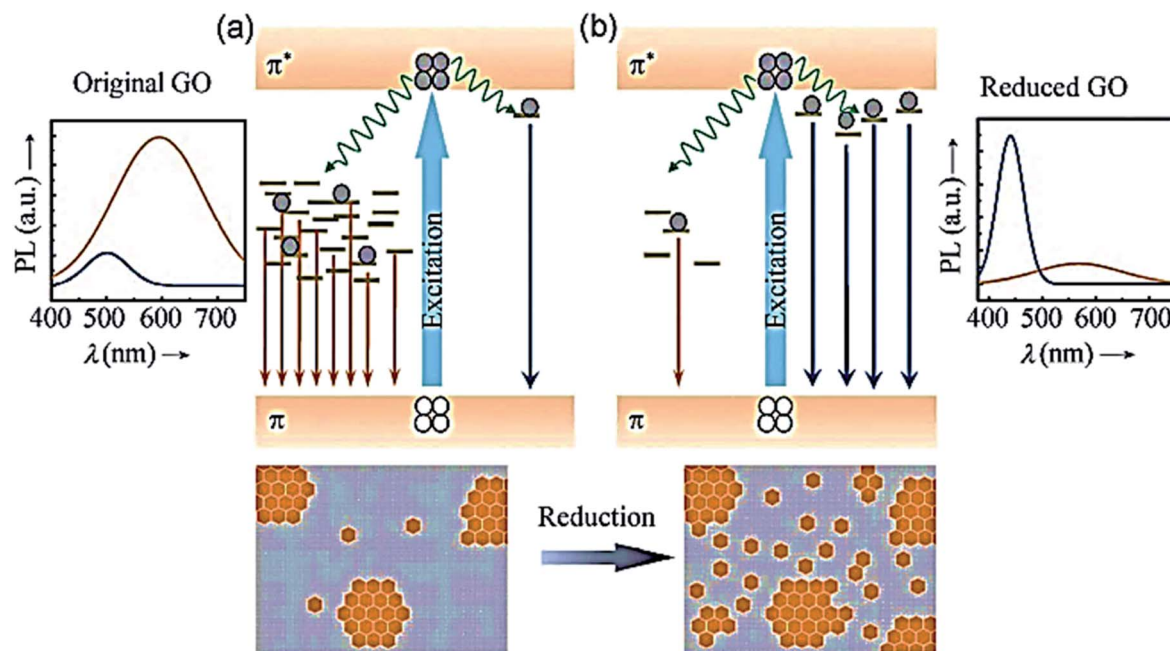 (a)
(b)
Original GO
PL (a.u.)
400 500 600 700
λ (nm)
π*
Excitation
π
π*
Excitation
π
Reduced GO
PL (a.u.)
400 500 600 700
λ (nm)
Reduction